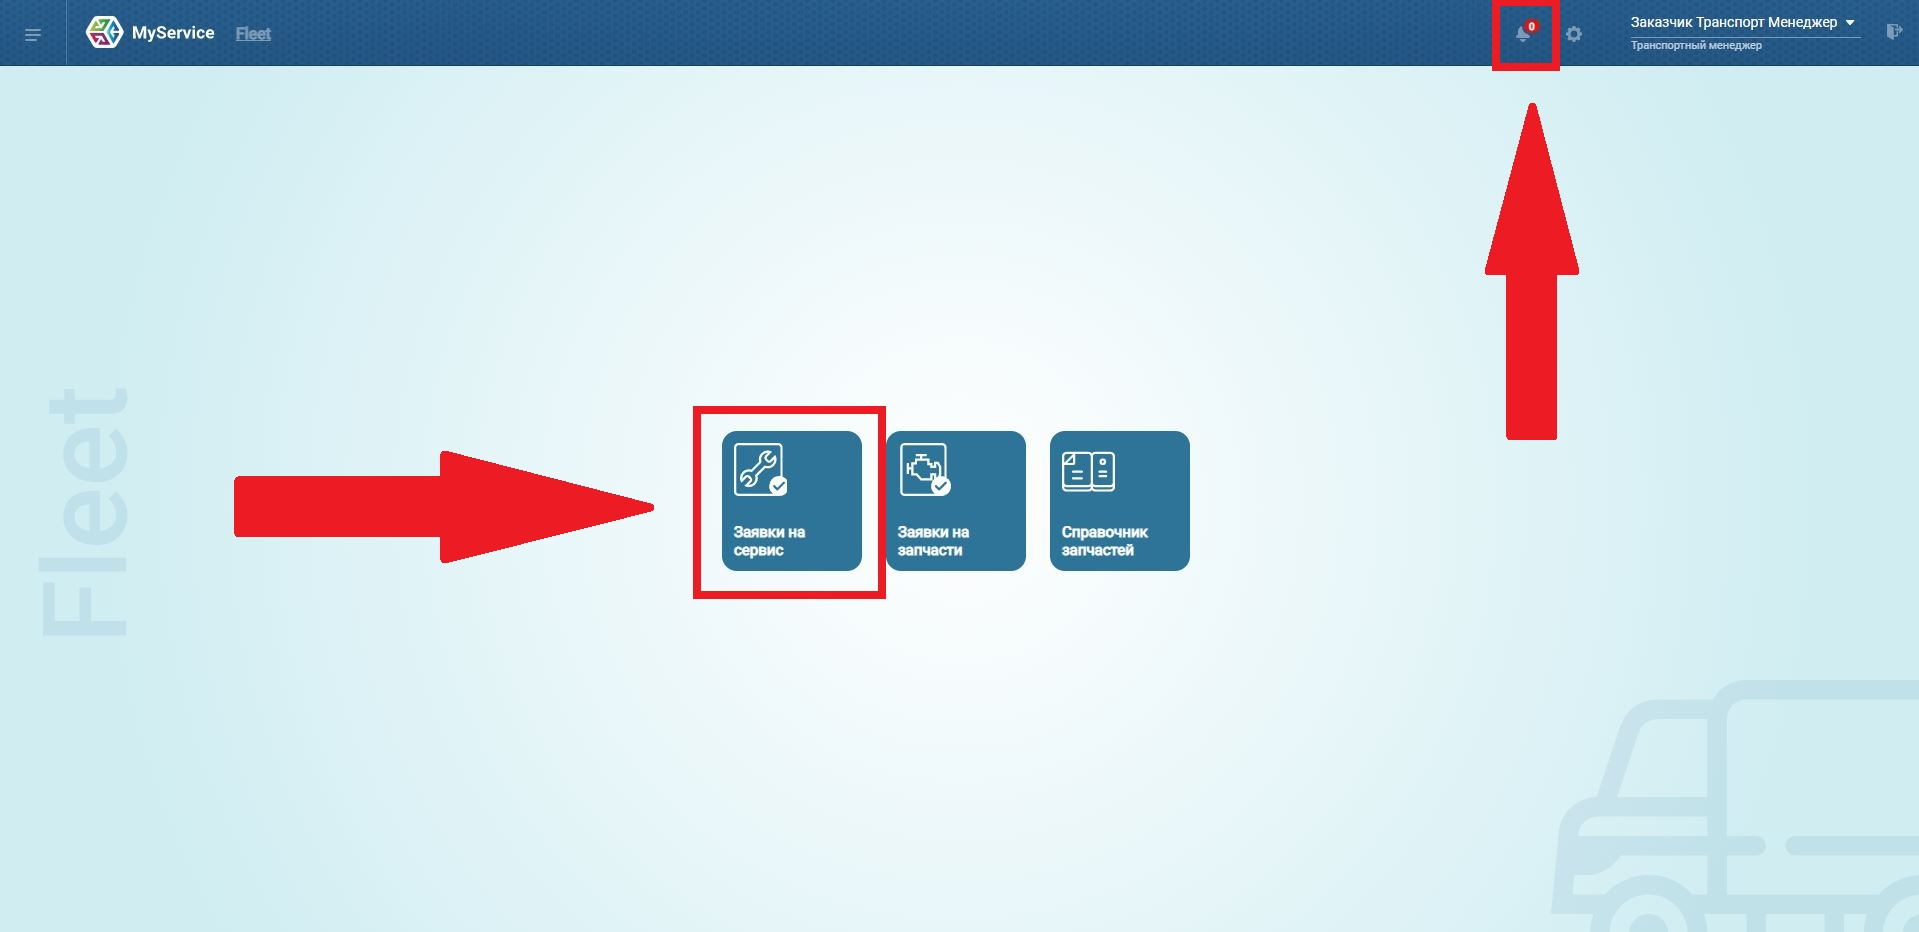 MyService
Fleet
0
Заказчик Транспорт Менеджер
Транспортный менеджер
Fleet
Заявки на
сервис
Заявки на
запчасти
Справочник
запчастей